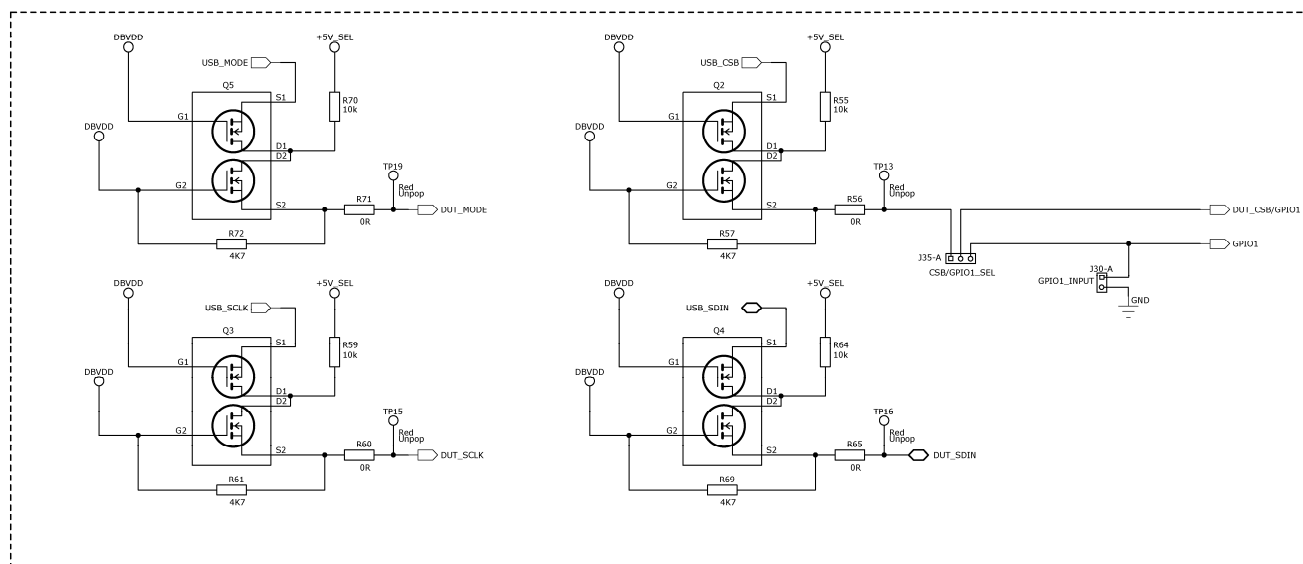 DBVDD
+5V_SEL
USB_MODE
Q5
S1
R70
10k
G1
DBVDD
D1
D2
TP19
G2
Red
Unpop
R71
S2
DUT_MODE
0R
R72
4K7
DBVDD
+5V_SEL
USB_CSB
Q2
S1
R55
10k
G1
DBVDD
D1
D2
TP13
G2
Red
Unpop
R56
S2
DUT_CSB/GPIO1
0R
R57
4K7
GPIO1
J35-A
CSB/GPIO1_SEL
J30-A
GPIO1_INPUT
GND
DBVDD
+5V_SEL
USB_SCLK
Q3
S1
R59
10k
G1
DBVDD
D1
D2
TP15
G2
Red
Unpop
R60
S2
DUT_SCLK
0R
R61
4K7
DBVDD
+5V_SEL
USB_SDIN
Q4
S1
R64
10k
G1
DBVDD
D1
D2
TP16
G2
Red
Unpop
R65
S2
DUT_SDIN
0R
R69
4K7